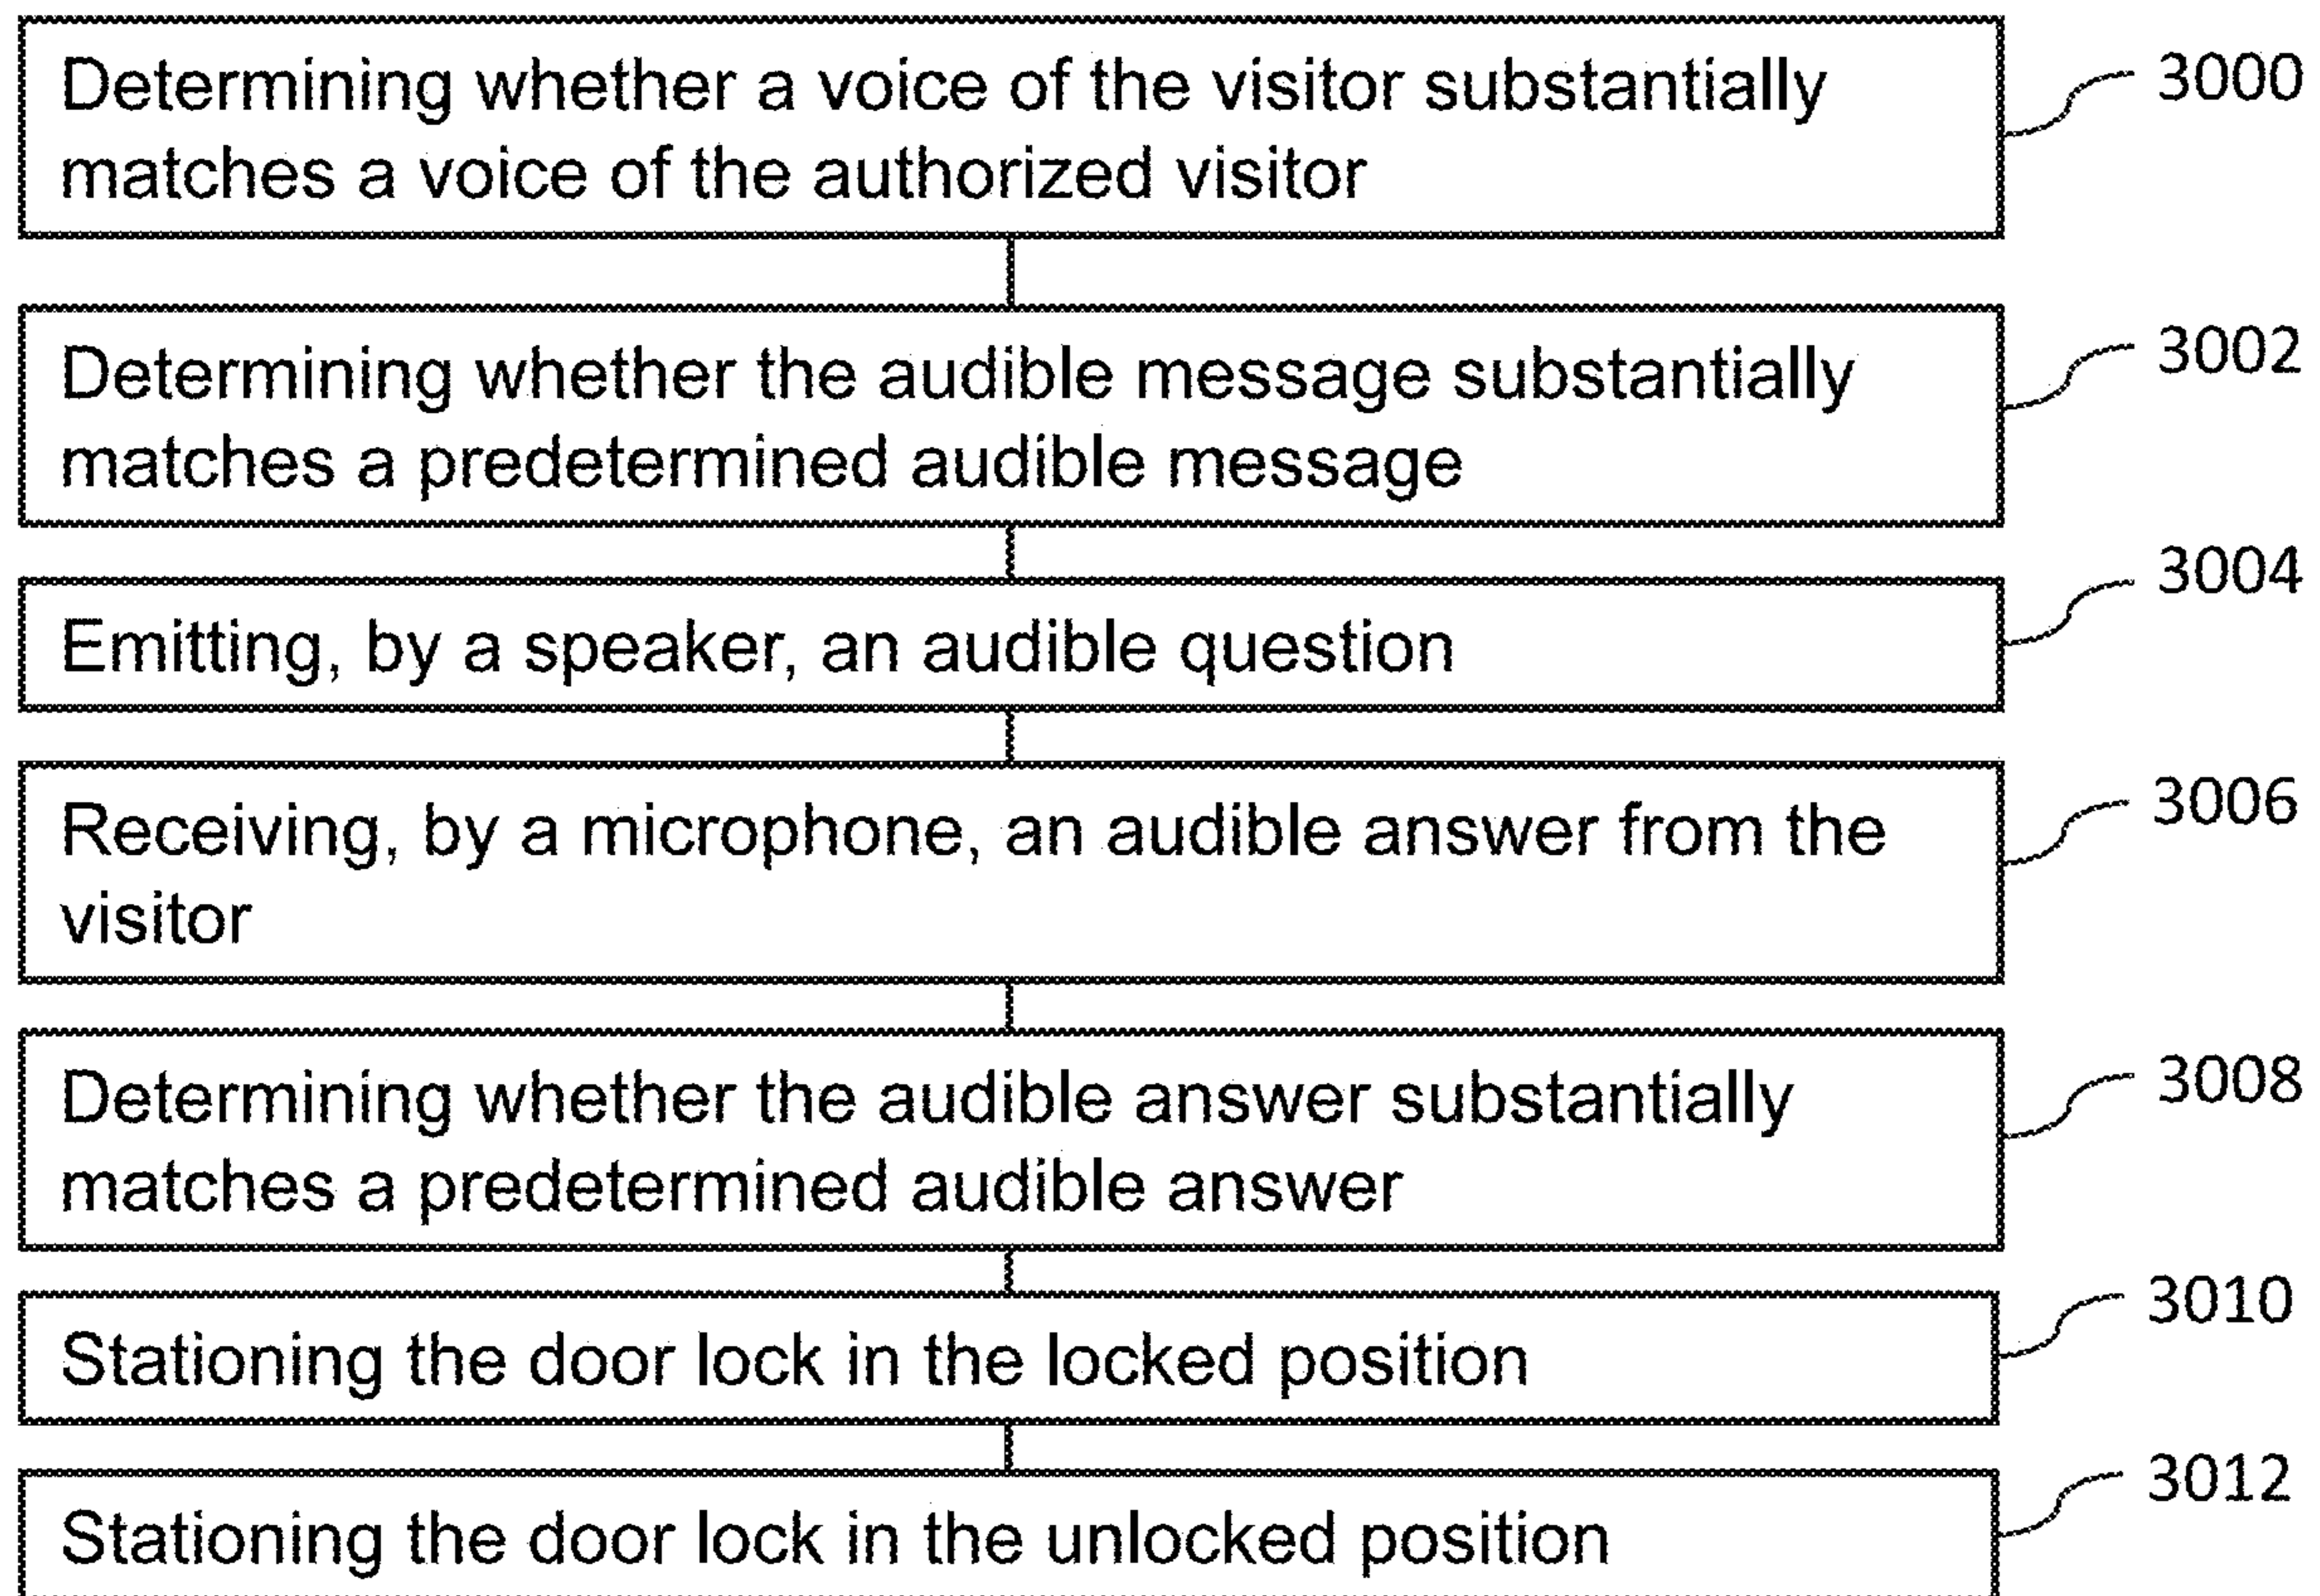 Determining whether a voice of the visitor substantially
matches a voice of the authorized visitor
3000
Determining whether the audible message substantially
matches a predetermined audible message
3002
Emitting, by a speaker, an audible question
3004
Receiving, by a microphone, an audible answer from the
visitor
3006
Determining whether the audible answer substantially
matches a predetermined audible answer
3008
Stationing the door lock in the locked position
3010
Stationing the door lock in the unlocked position
3012